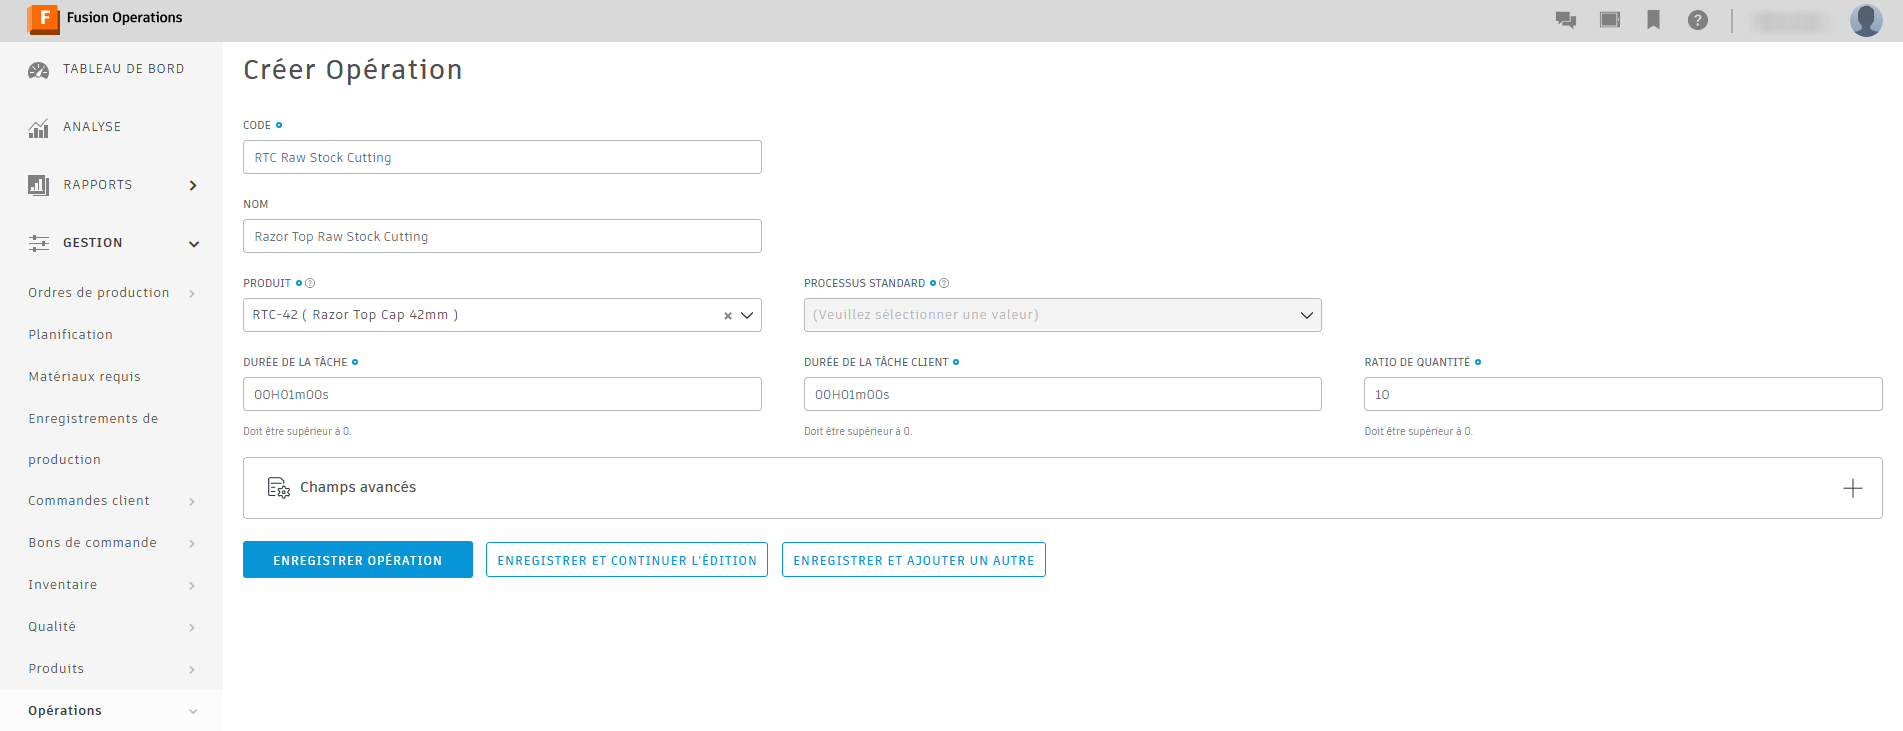 F Fusion Operations
?
TABLEAU DE BORD
ANALYSE
RAPPORTS
GESTION
Ordres de production
Planification
Matériaux requis
Enregistrements de
production
Commandes client
Bons de commande
Inventaire
Qualité
Produits
Opérations
Créer Opération
CODE
RTC Raw Stock Cutting
NOM
Razor Top Raw Stock Cutting
PRODUIT ?
RTC-42 ( Razor Top Cap 42mm )
PROCESSUS STANDARD ?
(Veuillez sélectionner une valeur)
DURÉE DE LA TÂCHE
00H01m00s
Doit être supérieur à 0.
DURÉE DE LA TÂCHE CLIENT
00H01m00s
Doit être supérieur à 0.
RATIO DE QUANTITÉ
10
Doit être supérieur à 0.
Champs avancés
ENREGISTRER OPÉRATION
ENREGISTRER ET CONTINUER L'ÉDITION
ENREGISTRER ET AJOUTER UN AUTRE